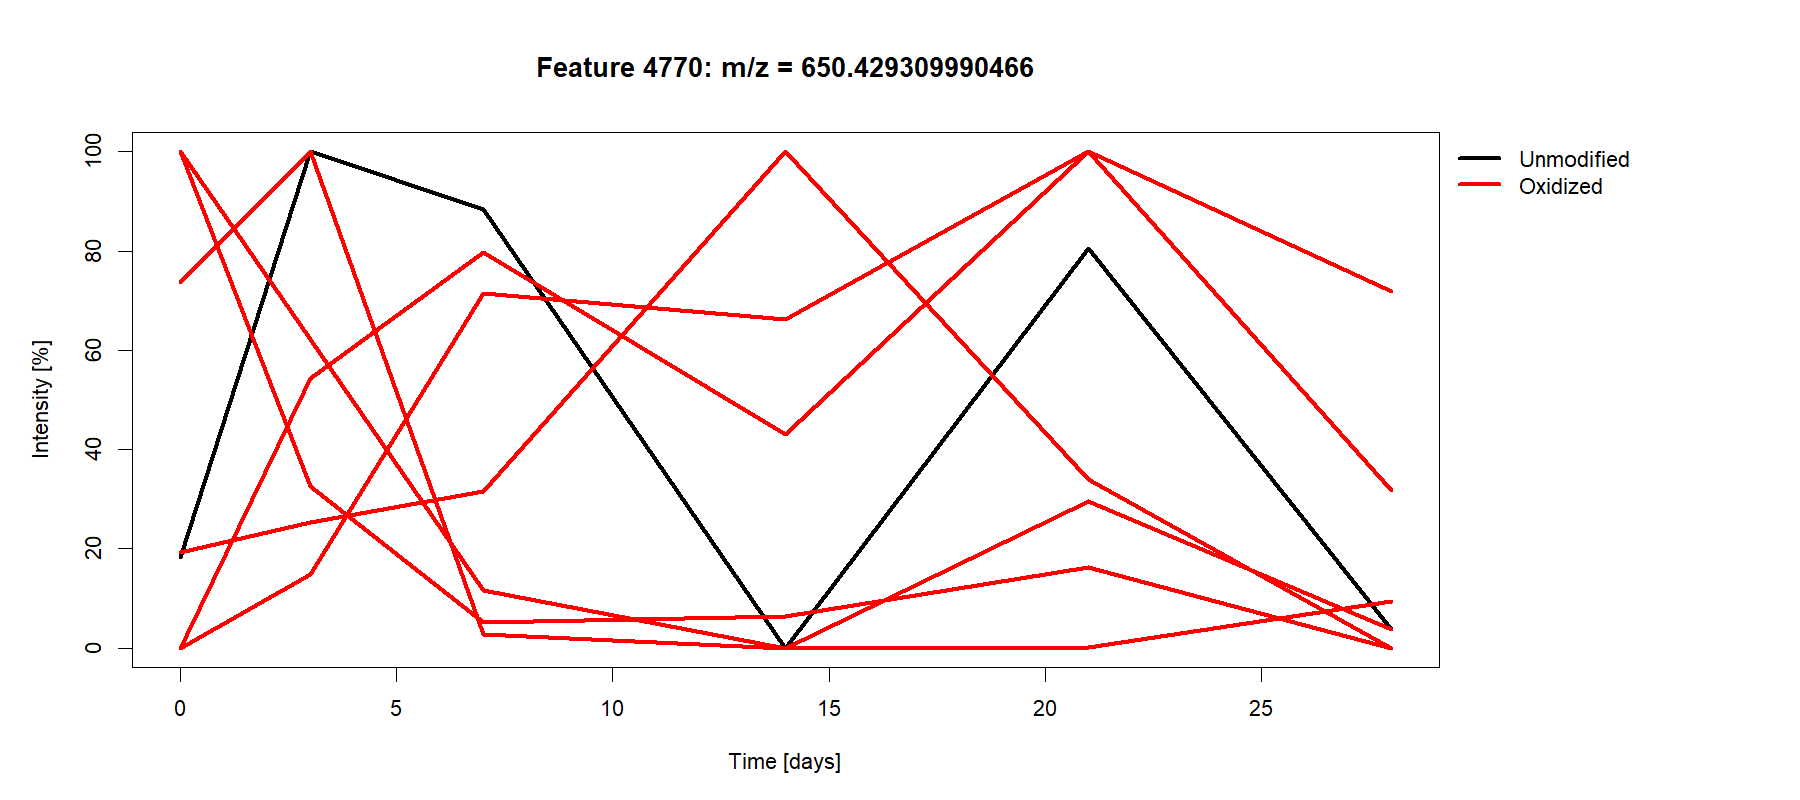 Feature 4770: m/z = 650.429309990466
Unmodified
Oxidized
Intensity [%]
100
80
60
40
20
0
0 5 10 15 20 25
Time [days]